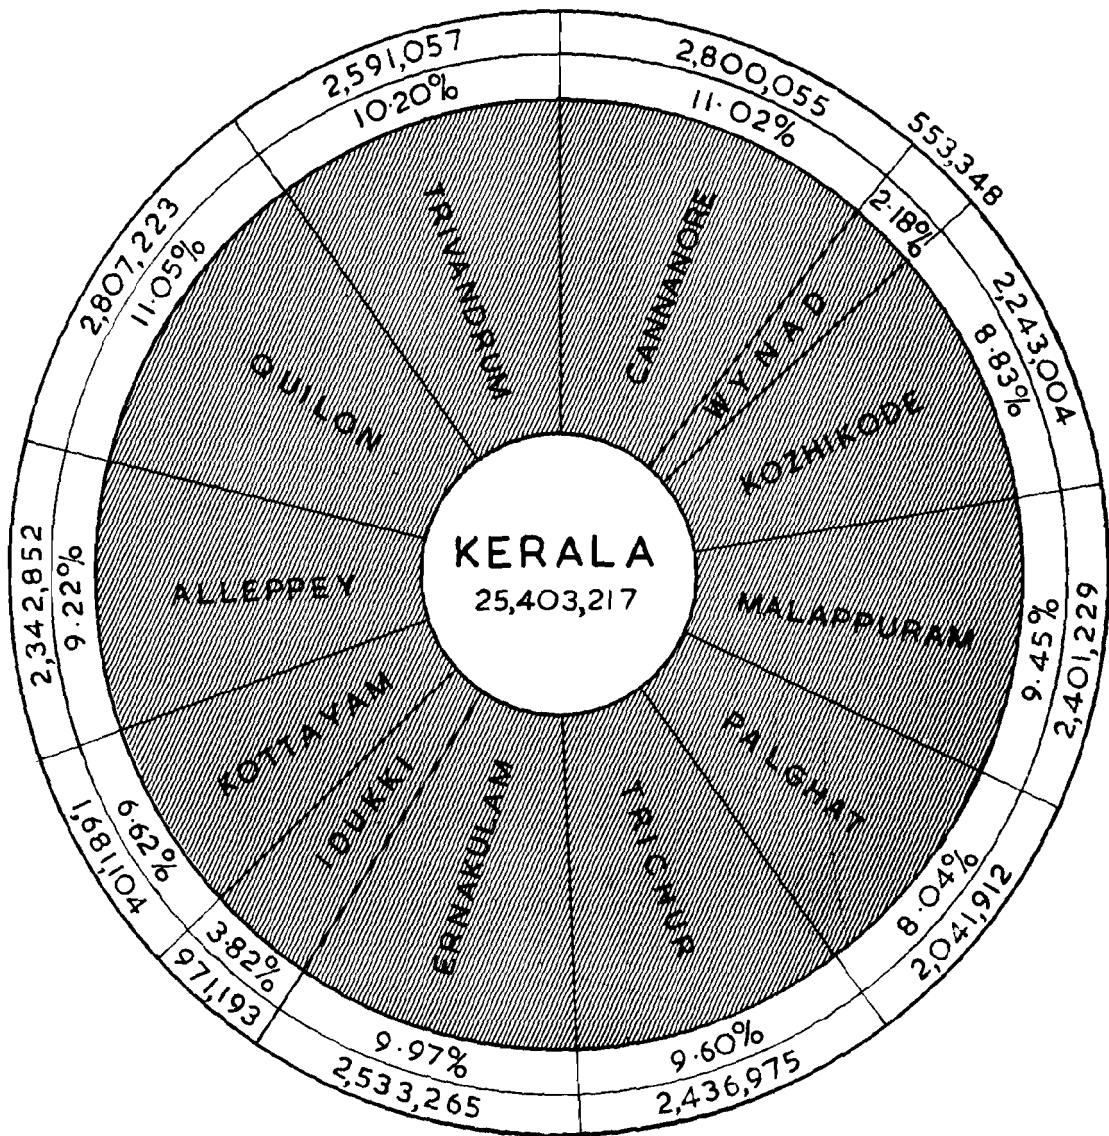 KERALA
25,403,217
2,800,055
11.02%
CANNANORE
553,348
2.18%
WYNAD
2,243,004
8.83%
KOZHIKODE
2,401,229
9.45%
MALAPPURAM
2,041,912
8.04%
PALGHAT
2,436,975
9.60%
TRICHUR
2,533,265
9.97%
ERNAKULAM
971,193
3.82%
IDUKKI
1,681,104
6.62%
KOTTAYAM
2,342,852
9.22%
ALLEPPEY
2,807,223
11.05%
QUILON
2,591,057
10.20%
TRIVANDRUM